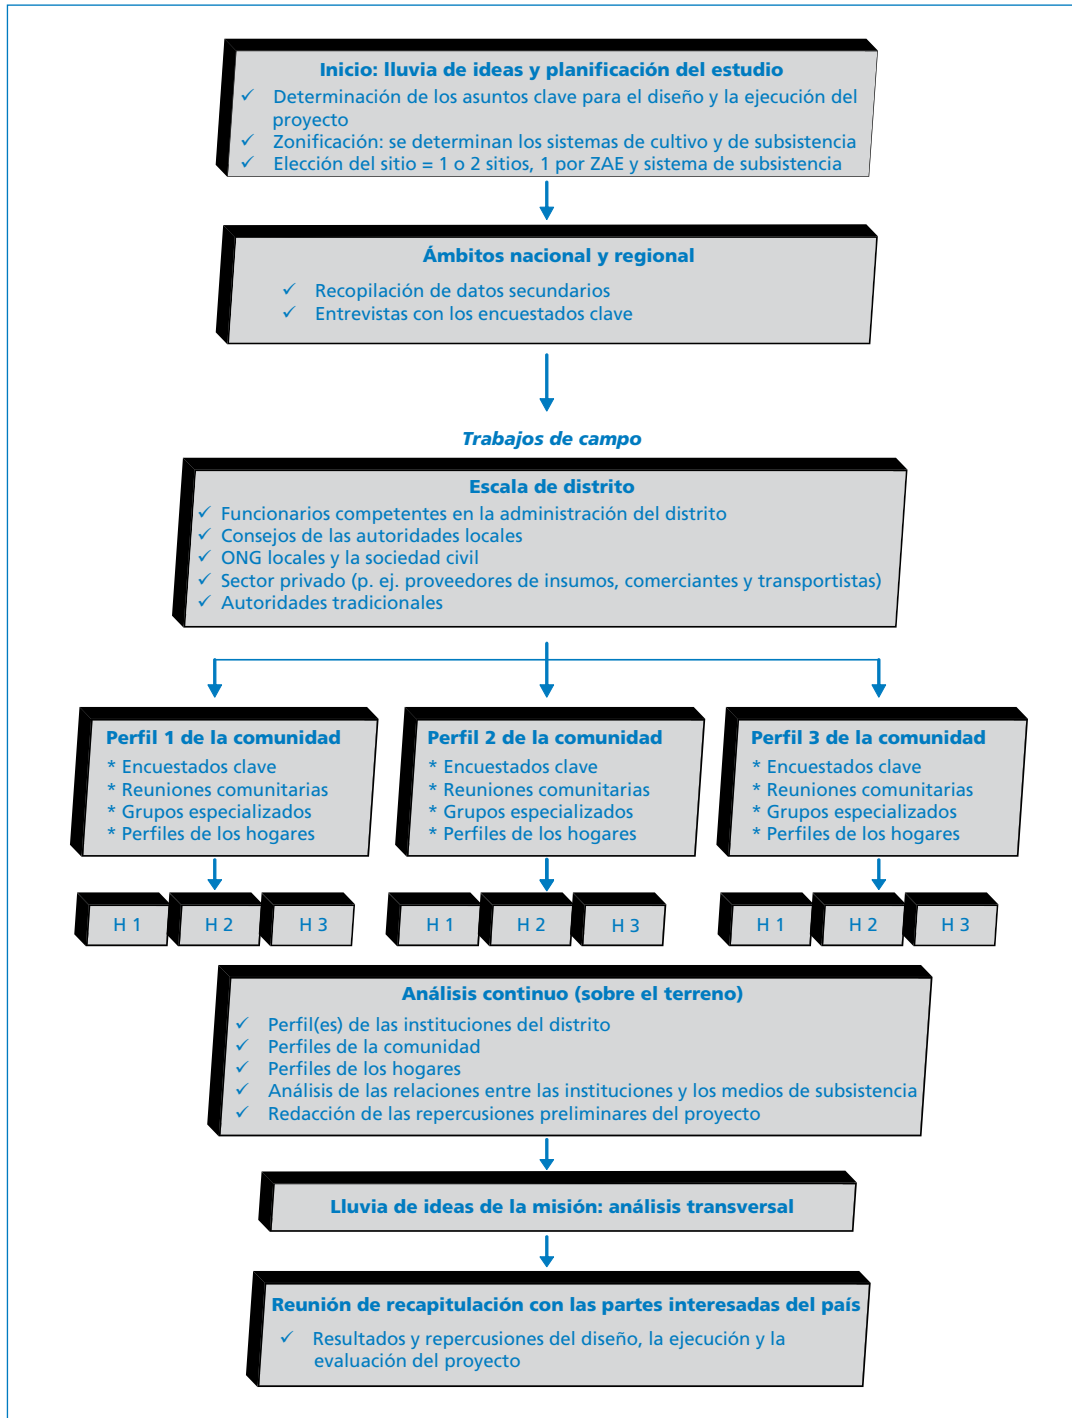 Inicio: lluvia de ideas y planificación del estudio
✓ Determinación de los asuntos clave para el diseño y la ejecución del
proyecto
✓ Zonificación: se determinan los sistemas de cultivo y de subsistencia
✓ Elección del sitio = 1 o 2 sitios, 1 por ZAE y sistema de subsistencia
Ámbitos nacional y regional
✓ Recopilación de datos secundarios
✓ Entrevistas con los encuestados clave
Trabajos de campo
Escala de distrito
✓ Funcionarios competentes en la administración del distrito
✓ Consejos de las autoridades locales
✓ ONG locales y la sociedad civil
✓ Sector privado (p. ej. proveedores de insumos, comerciantes y transportistas)
✓ Autoridades tradicionales
Perfil 1 de la comunidad
* Encuestados clave
* Reuniones comunitarias
* Grupos especializados
* Perfiles de los hogares
Perfil 2 de la comunidad
* Encuestados clave
* Reuniones comunitarias
* Grupos especializados
* Perfiles de los hogares
Perfil 3 de la comunidad
* Encuestados clave
* Reuniones comunitarias
* Grupos especializados
* Perfiles de los hogares
H 1 H 2 H 3
H 1 H 2 H 3
H 1 H 2 H 3
Análisis continuo (sobre el terreno)
✓ Perfil(es) de las instituciones del distrito
✓ Perfiles de la comunidad
✓ Perfiles de los hogares
✓ Análisis de las relaciones entre las instituciones y los medios de subsistencia
✓ Redacción de las repercusiones preliminares del proyecto
Lluvia de ideas de la misión: análisis transversal
Reunión de recapitulación con las partes interesadas del país
✓ Resultados y repercusiones del diseño, la ejecución y la
evaluación del proyecto